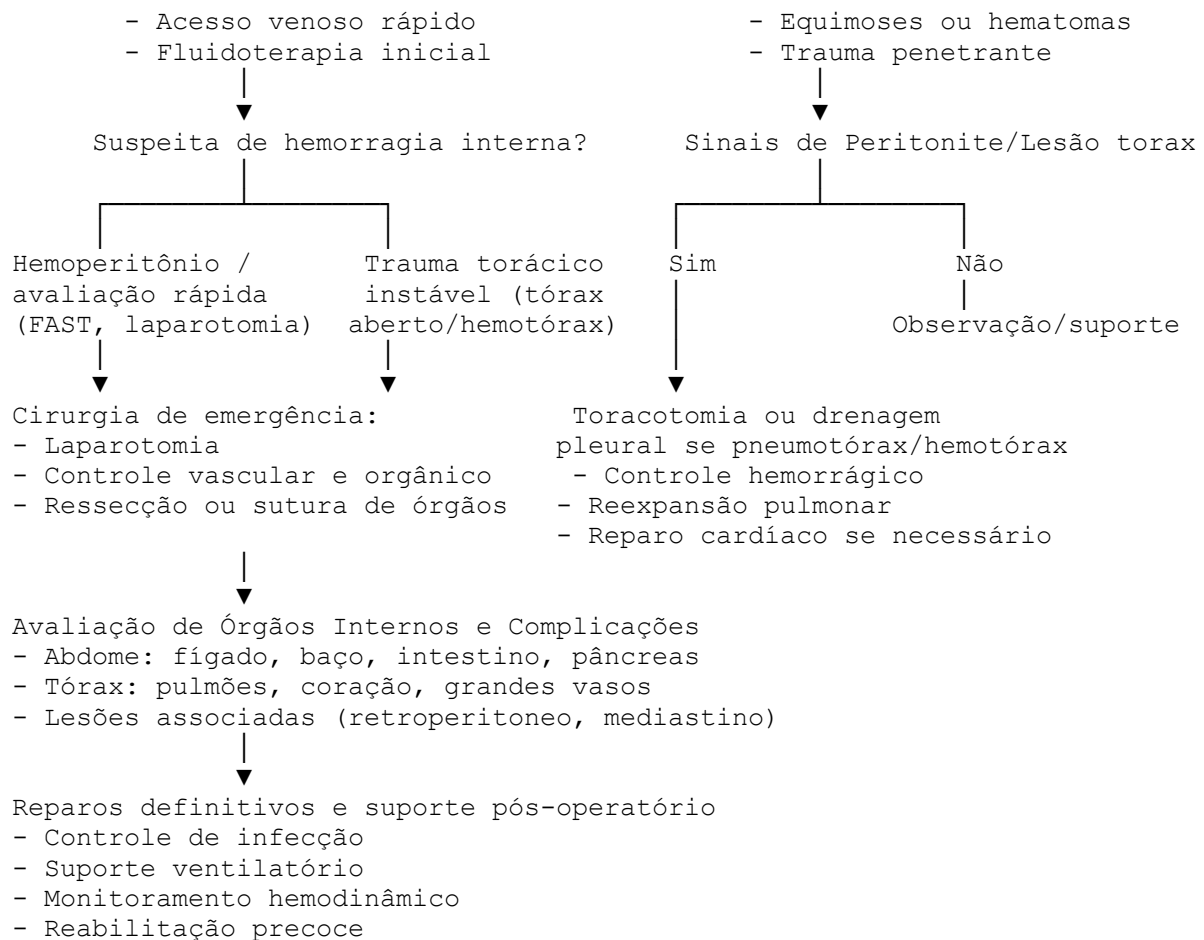 - Acesso venoso rápido - Equimoses ou hematomas
- Fluidoterapia inicial - Trauma penetrante
Suspeita de hemorragia interna? Sinais de Peritonite/Lesão torax
Hemoperitônio / Trauma torácico Sim Não
avaliação rápida instável (tórax
(FAST, laparotomia) aberto/hemotórax) Observação/suporte
Cirurgia de emergência: Toracotomia ou drenagem
- Laparotomia pleural se pneumotórax/hemotórax
- Controle vascular e orgânico - Controle hemorrágico
- Ressecção ou sutura de órgãos - Reexpansão pulmonar
- Reparo cardíaco se necessário
Avaliação de Órgãos Internos e Complicações
- Abdome: fígado, baço, intestino, pâncreas
- Tórax: pulmões, coração, grandes vasos
- Lesões associadas (retroperitoneo, mediastino)
Reparos definitivos e suporte pós-operatório
- Controle de infecção
- Suporte ventilatório
- Monitoramento hemodinâmico
- Reabilitação precoce